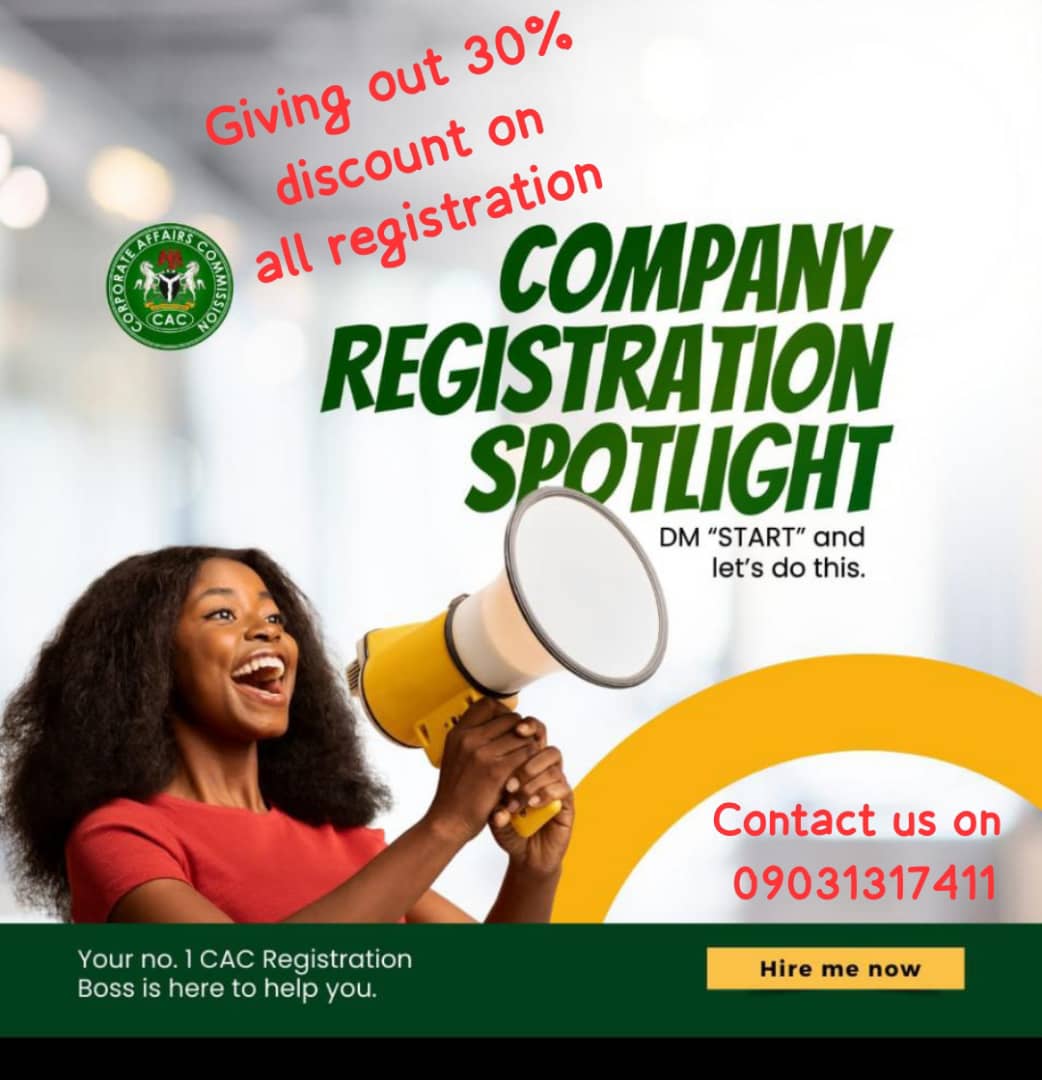 Giving out 30%
discount on
all registration
CORPORATE AFFAIRS COMMISSION
CAC
COMPANY
REGISTRATION
SPOTLIGHT
DM “START” and
let’s do this.
Contact us on
09031317411
Your no. 1 CAC Registration
Boss is here to help you.
Hire me now